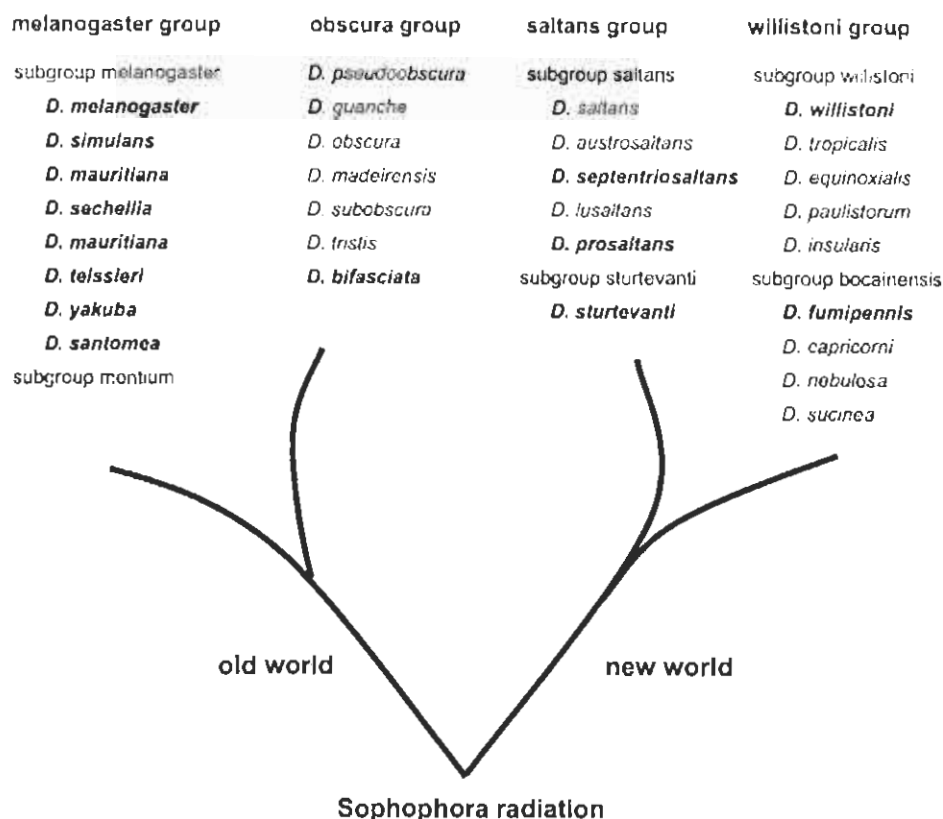 melanogaster group
subgroup melanogaster
D. melanogaster
D. simulans
D. mauritiana
D. sechellia
D. mauritiana
D. teissieri
D. yakuba
D. santomea
subgroup montium
obscura group
D. pseudoobscura
D. guanche
D. obscura
D. madeirensis
D. subobscura
D. tristis
D. bifasciata
saltans group
subgroup saltans
D. saltans
D. austrosaltans
D. septentriosaltans
D. lusaltans
D. prosaltans
subgroup sturtevanti
D. sturtevanti
willistoni group
subgroup willistoni
D. willistoni
D. tropicalis
D. equinoxialis
D. paulistorum
D. insularis
subgroup bocainensis
D. fumipennis
D. capricorni
D. nebulosa
D. sucinea
old world
new world
Sophophora radiation